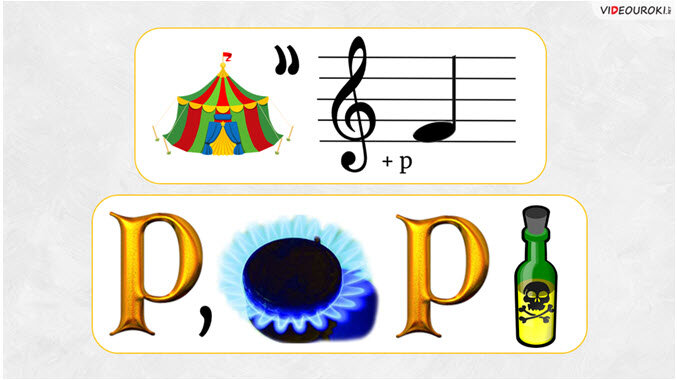 VIDEOUROKI.net
”
+ р
Р , Р